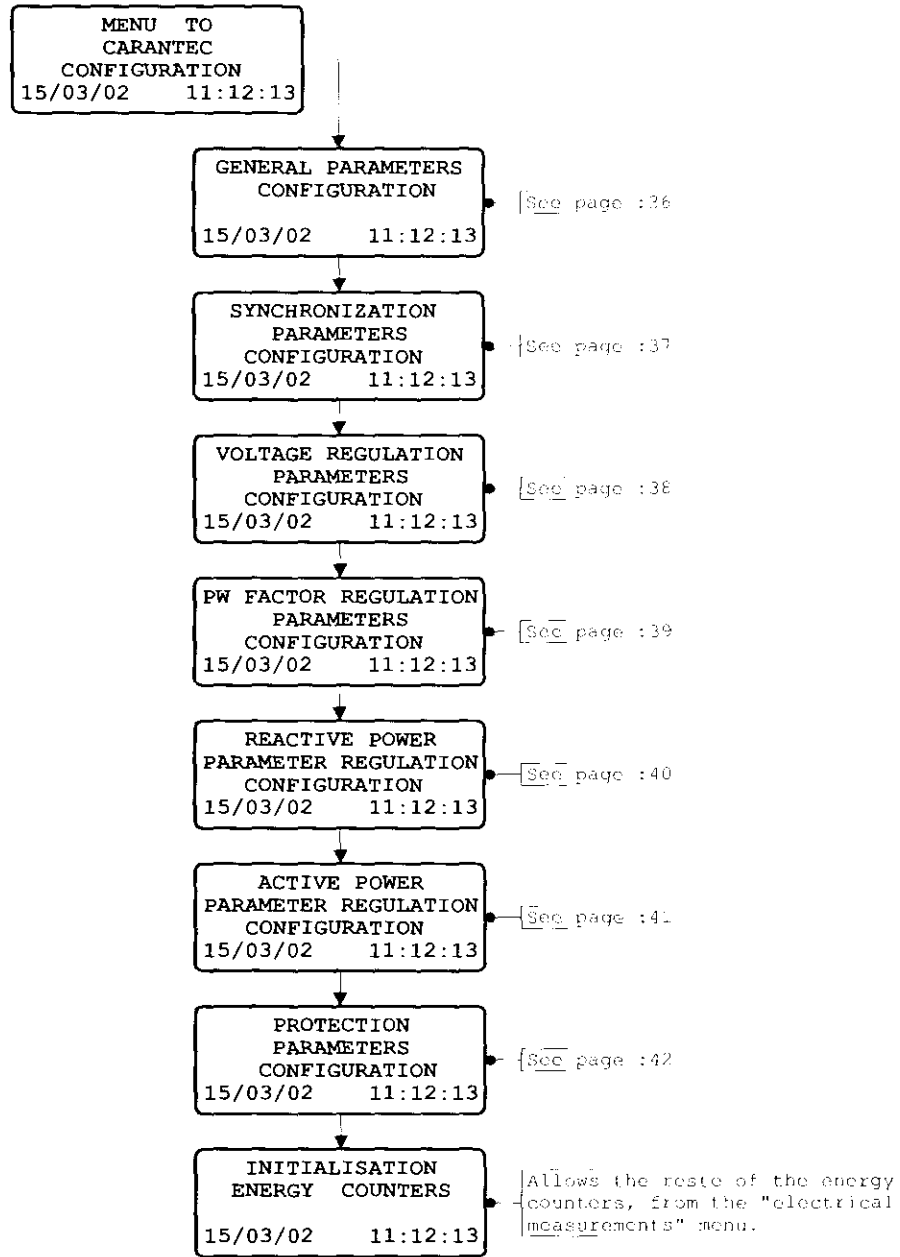 MENU TO
CARANTEC
CONFIGURATION
15/03/02 11:12:13
GENERAL PARAMETERS
CONFIGURATION
15/03/02 11:12:13
See page :36
SYNCHRONIZATION
PARAMETERS
CONFIGURATION
15/03/02 11:12:13
See page :37
VOLTAGE REGULATION
PARAMETERS
CONFIGURATION
15/03/02 11:12:13
See page :38
PW FACTOR REGULATION
PARAMETERS
CONFIGURATION
15/03/02 11:12:13
See page :39
REACTIVE POWER
PARAMETER REGULATION
CONFIGURATION
15/03/02 11:12:13
See page :40
ACTIVE POWER
PARAMETER REGULATION
CONFIGURATION
15/03/02 11:12:13
See page :41
PROTECTION
PARAMETERS
CONFIGURATION
15/03/02 11:12:13
See page :42
INITIALISATION
ENERGY COUNTERS
15/03/02 11:12:13
Allows the reste of the energy
counters, from the "electrical
measurements" menu.